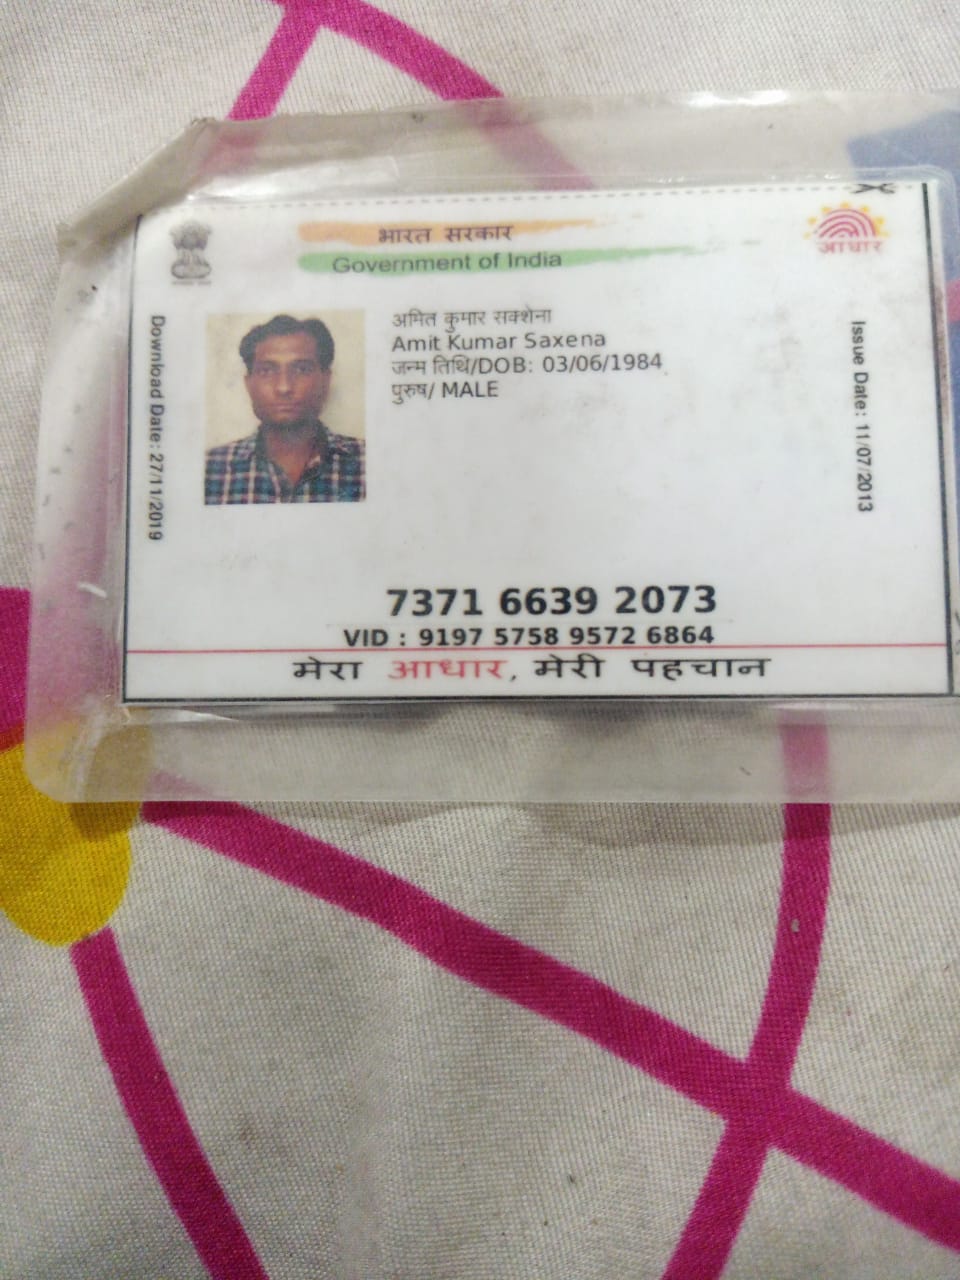 भारत सरकार
Government of India
आधार
Download Date: 27/11/2019
अमित कुमार सक्शेना
Amit Kumar Saxena
जन्म तिथि/DOB: 03/06/1984
पुरुष/ MALE
Issue Date: 11/07/2013
7371 6639 2073
VID : 9197 5758 9572 6864
मेरा आधार, मेरी पहचान